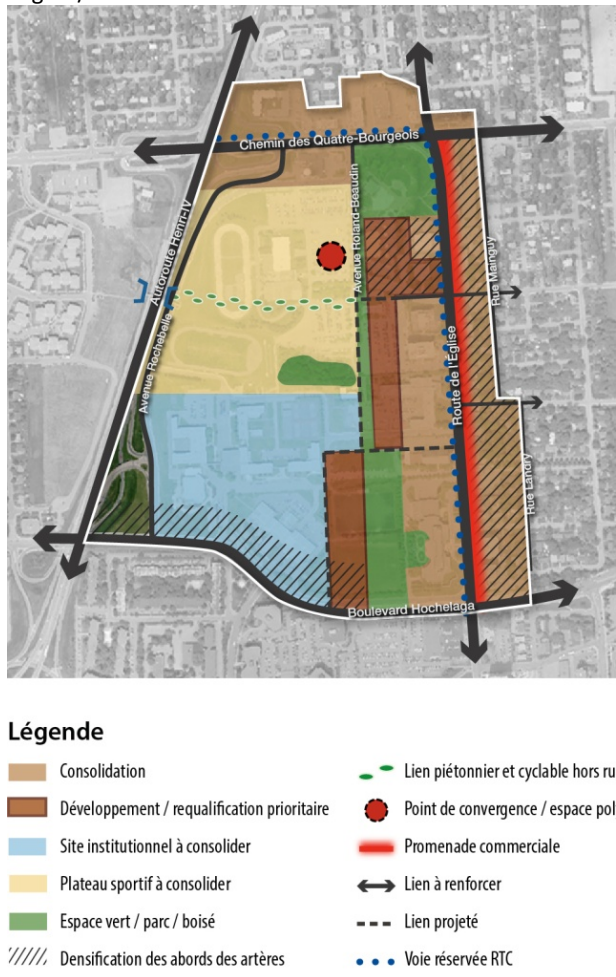 Chemin des Quatre-Bourgeois
Autoroute Henri-IV
Avenue Roland-Beaudin
Rue Mainguy
Avenue Rochebelle
Route de l'Église
Rue Landry
Boulevard Hochelaga
Légende
Consolidation
Développement / requalification prioritaire
Site institutionnel à consolider
Plateau sportif à consolider
Espace vert / parc / boisé
Densification des abords des artères
Lien piétonnier et cyclable hors ru
Point de convergence / espace pol
Promenade commerciale
Lien à renforcer
Lien projeté
Voie réservée RTC